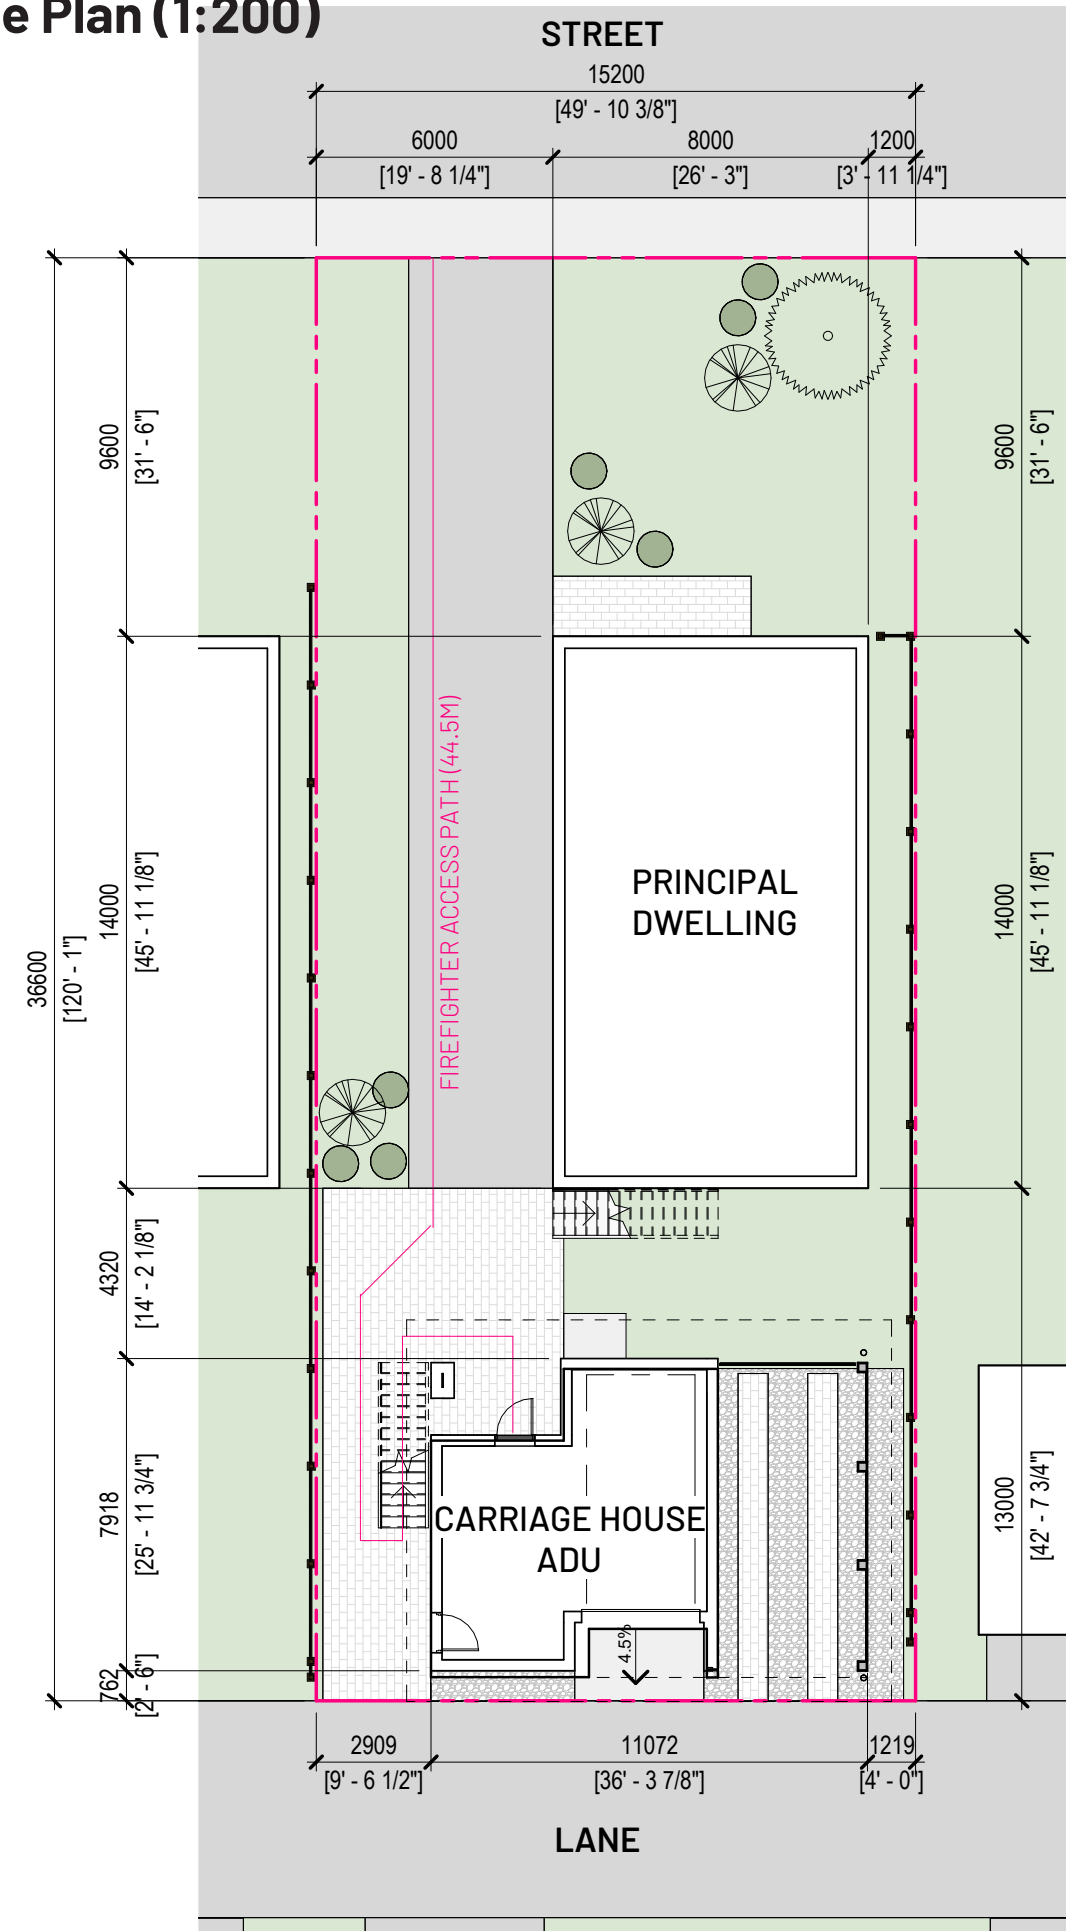 e Plan (1:200)
STREET
15200
[49' - 10 3/8"]
6000
[19' - 8 1/4"]
8000
[26' - 3"]
1200
[3' - 11 1/4"]
9600
[31' - 6"]
9600
[31' - 6"]
FIREFIGHTER ACCESS PATH (44.5M)
PRINCIPAL
DWELLING
36600
[120' - 1"]
14000
[45' - 11 1/8"]
14000
[45' - 11 1/8"]
4320
[14' - 2 1/8"]
7918
[25' - 11 3/4"]
CARRIAGE HOUSE
ADU
13000
[42' - 7 3/4"]
4.5%
762
[2' - 6"]
2909
[9' - 6 1/2"]
11072
[36' - 3 7/8"]
1219
[4' - 0"]
LANE